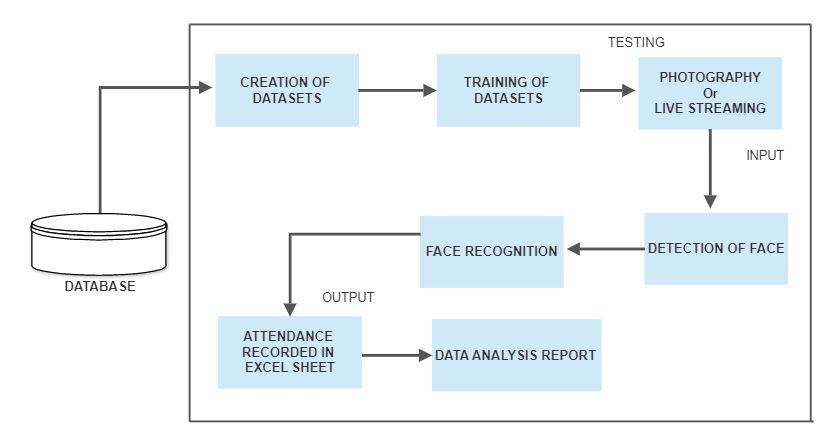 TESTING
CREATION OF
DATASETS
TRAINING OF
DATASETS
PHOTOGRAPHY
Or
LIVE STREAMING
INPUT
DETECTION OF FACE
FACE RECOGNITION
DATABASE
OUTPUT
ATTENDANCE
RECORDED IN
EXCEL SHEET
DATA ANALYSIS REPORT